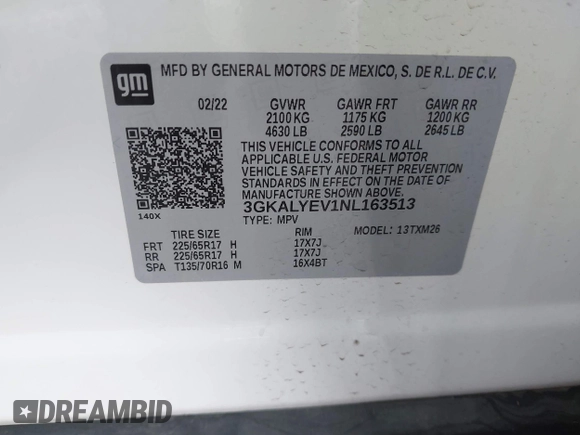 gm
MFD BY GENERAL MOTORS DE MEXICO, S. DE R.L. DE C.V.
02/22 GVWR GAWR FRT GAWR RR
2100 KG 1175 KG 1200 KG
4630 LB 2590 LB 2645 LB
THIS VEHICLE CONFORMS TO ALL
APPLICABLE U.S. FEDERAL MOTOR
VEHICLE SAFETY AND THEFT PREVENTION
STANDARDS IN EFFECT ON THE DATE OF
MANUFACTURE SHOWN ABOVE.
3GKALYEV1NL163513
140X TYPE: MPV MODEL: 13TXM26
TIRE SIZE RIM
FRT 225/65R17 H 17X7J
RR 225/65R17 H 17X7J
SPA T135/70R16 M 16X4BT
DREAMBID